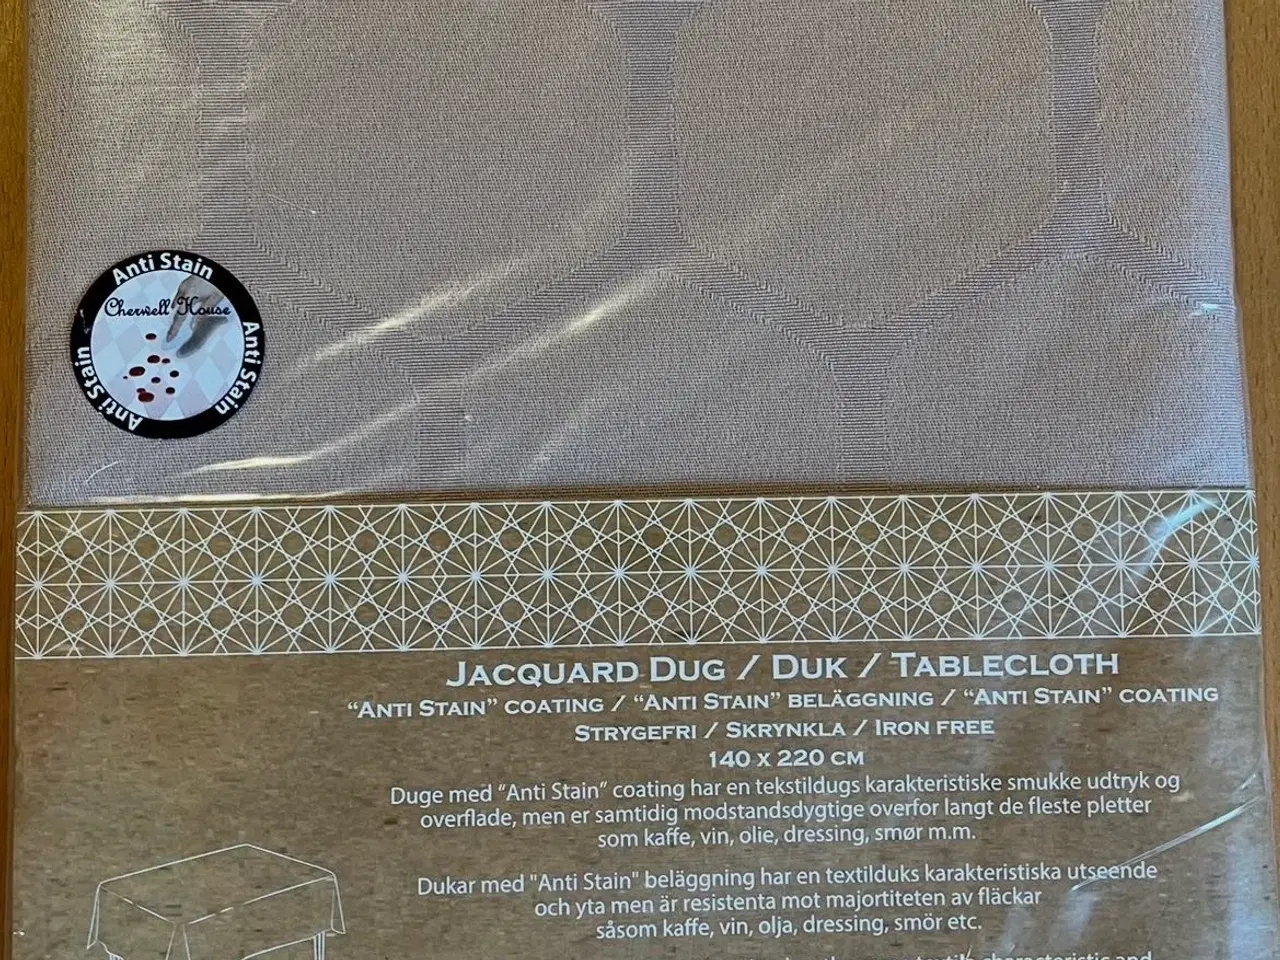 Anti Stain
Cherwell House
Anti Stain
Anti Stain
JACQUARD DUG / DUK / TABLECLOTH
“ANTI STAIN” COATING / “ANTI STAIN” BELÄGGNING / “ANTI STAIN” COATING
STRYGEFRI / SKRYNKLA / IRON FREE
140 X 220 CM
Duge med “Anti Stain” coating har en tekstildugs karakteristiske smukke udtryk og
overflade, men er samtidig modstandsdygtige overfor langt de fleste pletter
som kaffe, vin, olie, dressing, smør m.m.
Dukar med "Anti Stain" beläggning har en textilduks karakteristiska utseende
och yta men är resistenta mot majortiteten av fläckar
såsom kaffe, vin, olja, dressing, smör etc.
textile characteristic and